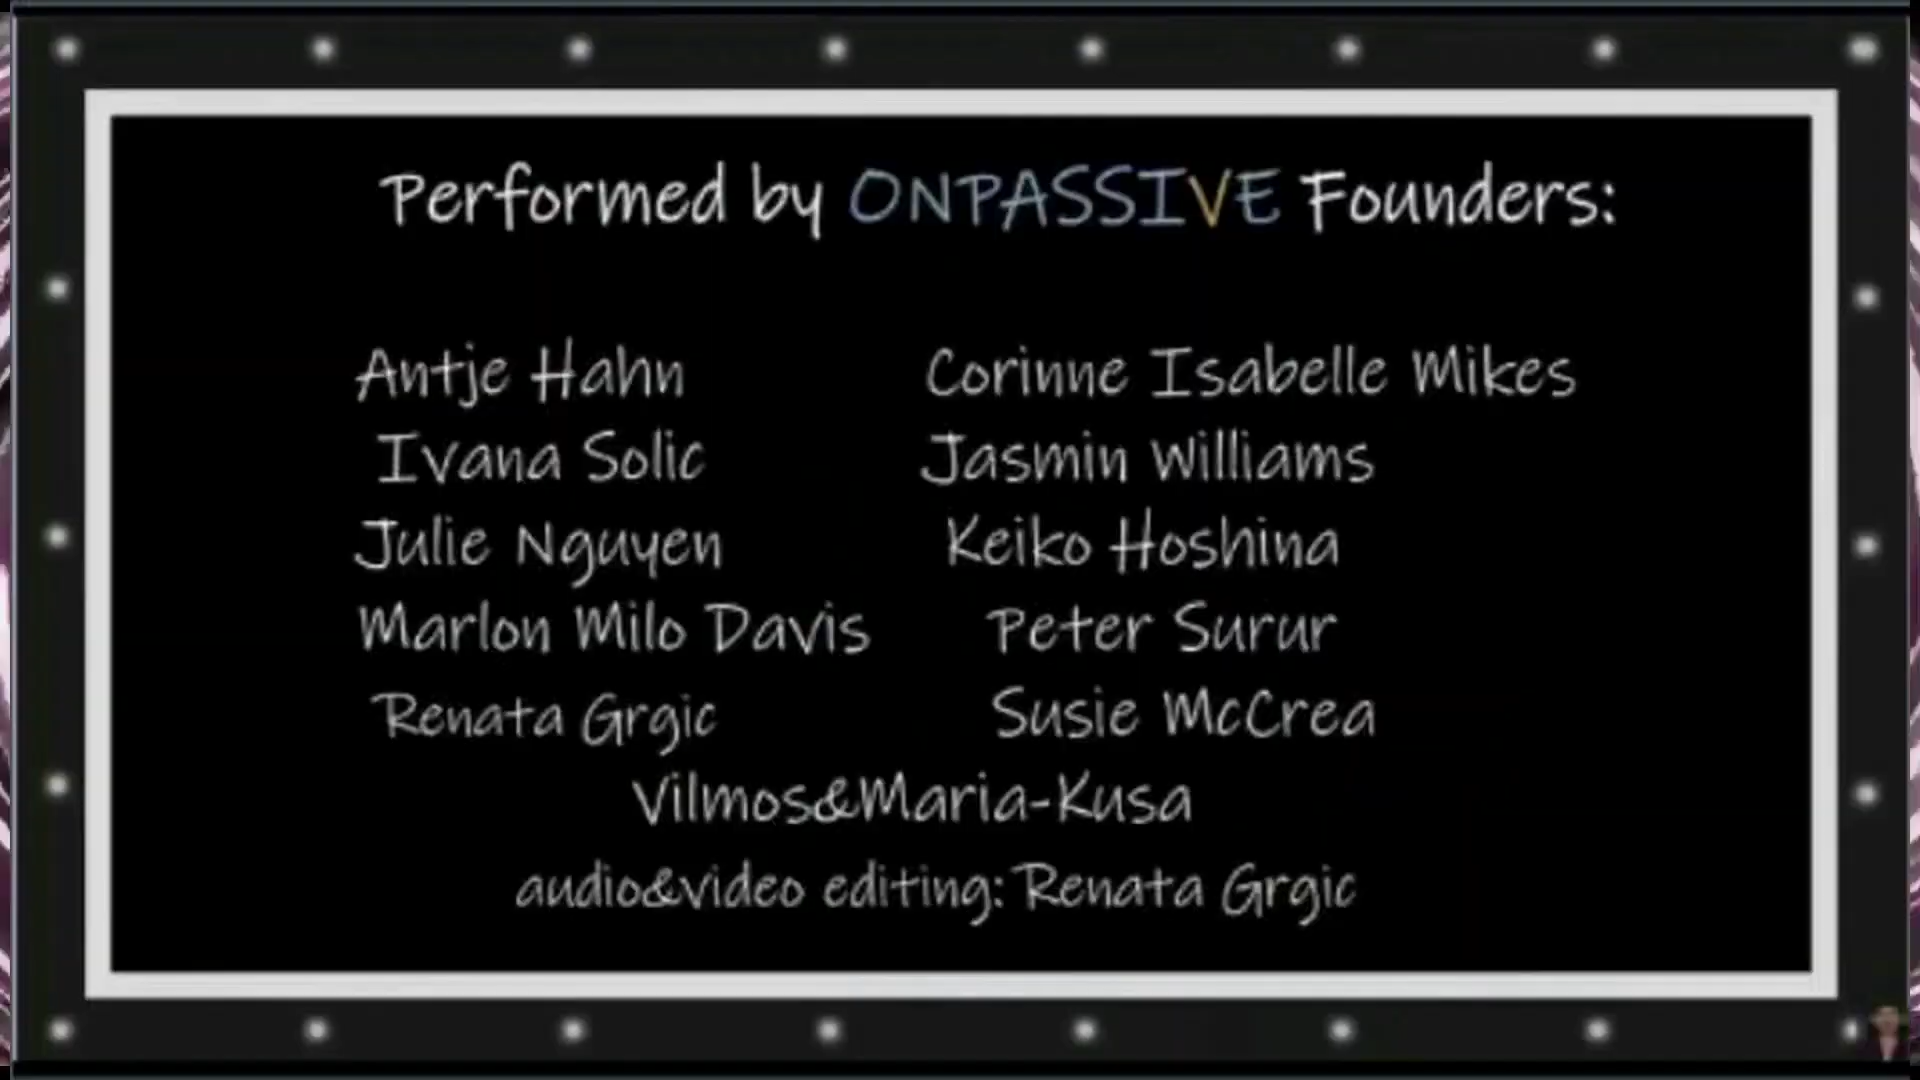 Performed by ONPASSIVE Founders:
Antje Hahn Corinne Isabelle Mikes
Ivana Solic Jasmin Williams
Julie Nguyen Keiko Hoshina
Marlon Milo Davis Peter Surur
Renata Grgic Susie McCrea
Vilmos&Maria-Kusa
audio&video editing: Renata Grgic